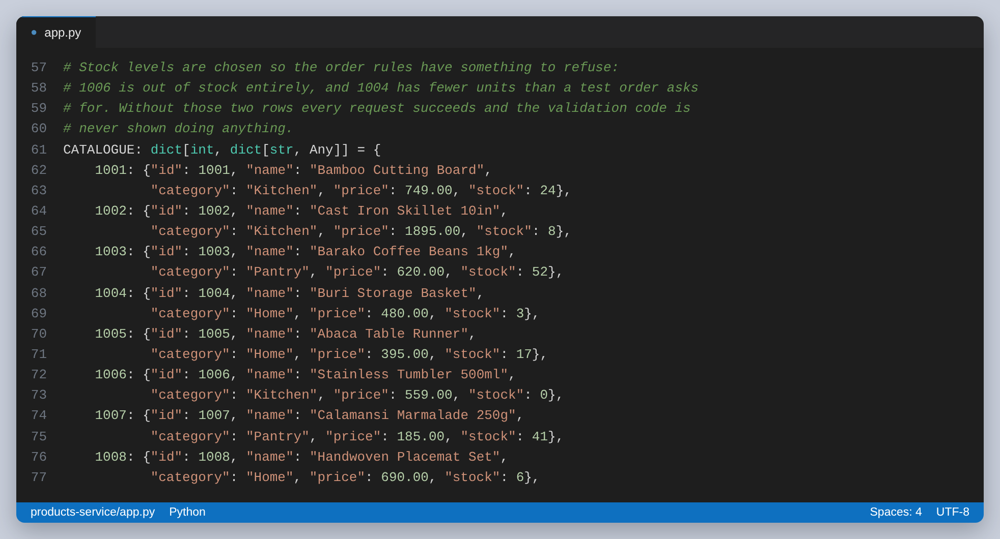 app.py
57 # Stock levels are chosen so the order rules have something to refuse:
58 # 1006 is out of stock entirely, and 1004 has fewer units than a test order asks
59 # for. Without those two rows every request succeeds and the validation code is
60 # never shown doing anything.
61 CATALOGUE: dict[int, dict[str, Any]] = {
62     1001: {"id": 1001, "name": "Bamboo Cutting Board",
63            "category": "Kitchen", "price": 749.00, "stock": 24},
64     1002: {"id": 1002, "name": "Cast Iron Skillet 10in",
65            "category": "Kitchen", "price": 1895.00, "stock": 8},
66     1003: {"id": 1003, "name": "Barako Coffee Beans 1kg",
67            "category": "Pantry", "price": 620.00, "stock": 52},
68     1004: {"id": 1004, "name": "Buri Storage Basket",
69            "category": "Home", "price": 480.00, "stock": 3},
70     1005: {"id": 1005, "name": "Abaca Table Runner",
71            "category": "Home", "price": 395.00, "stock": 17},
72     1006: {"id": 1006, "name": "Stainless Tumbler 500ml",
73            "category": "Kitchen", "price": 559.00, "stock": 0},
74     1007: {"id": 1007, "name": "Calamansi Marmalade 250g",
75            "category": "Pantry", "price": 185.00, "stock": 41},
76     1008: {"id": 1008, "name": "Handwoven Placemat Set",
77            "category": "Home", "price": 690.00, "stock": 6},
products-service/app.py Python Spaces: 4 UTF-8